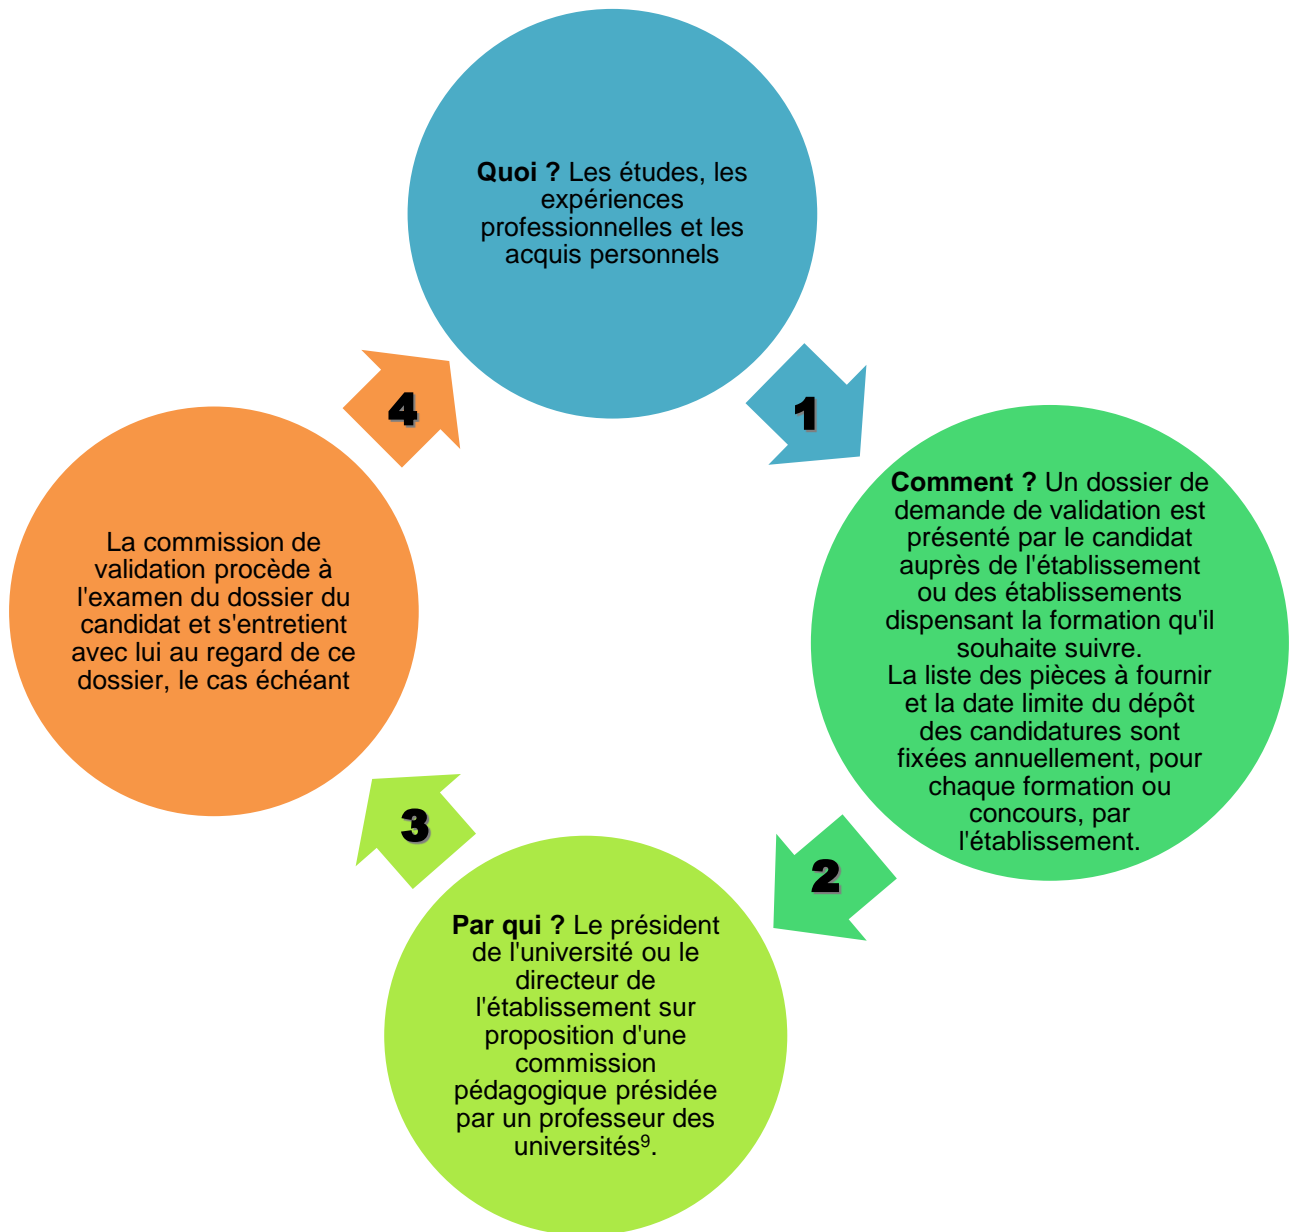 Quoi ? Les études, les
expériences
professionnelles et les
acquis personnels
1
Comment ? Un dossier de
demande de validation est
présenté par le candidat
auprès de l'établissement
ou des établissements
dispensant la formation qu'il
souhaite suivre.
La liste des pièces à fournir
et la date limite du dépôt
des candidatures sont
fixées annuellement, pour
chaque formation ou
concours, par
l'établissement.
2
Par qui ? Le président
de l'université ou le
directeur de
l'établissement sur
proposition d'une
commission
pédagogique présidée
par un professeur des
universités⁹.
3
La commission de
validation procède à
l'examen du dossier du
candidat et s'entretient
avec lui au regard de ce
dossier, le cas échéant
4